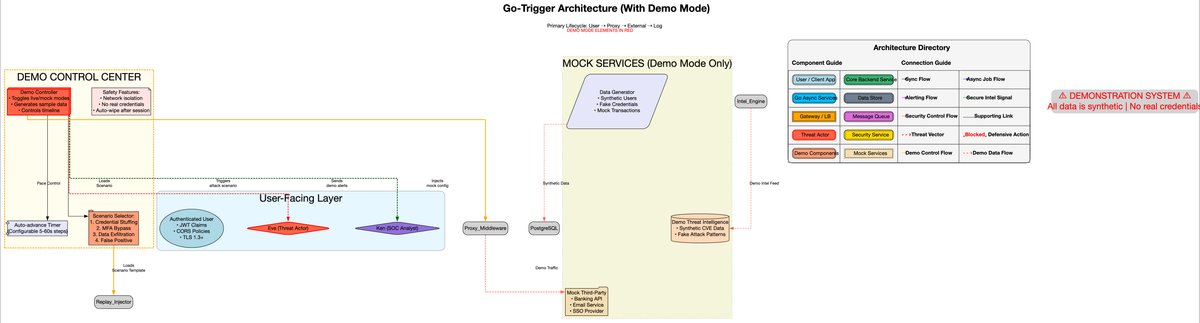 Go-Trigger Architecture (With Demo Mode)
Primary Lifecycle: User → Proxy → External → Log
DEMO MODE ELEMENTS IN RED
DEMO CONTROL CENTER
Demo Controller
• Toggles live/mock modes
• Generates sample data
• Controls timeline
Safety Features:
• Network isolation
• No real credentials
• Auto-wipe after session
Pace Control
Loads
Scenario
Triggers
attack scenario
Sends
demo alerts
Injects
mock config
Auto-advance Timer
(Configurable 5-60s steps)
Scenario Selector:
1. Credential Stuffing
2. MFA Bypass
3. Data Exfiltration
4. False Positive
Loads
Scenario Template
Replay_Injector
User-Facing Layer
Authenticated User
• JWT Claims
• CORS Policies
• TLS 1.3+
Eve (Threat Actor)
Ken (SOC Analyst)
Proxy_Middleware
PostgreSQL
MOCK SERVICES (Demo Mode Only)
Data Generator
• Synthetic Users
• Fake Credentials
• Mock Transactions
Synthetic Data
Demo Traffic
Mock Third-Party
• Banking API
• Email Service
• SSO Provider
Demo Threat Intelligence
• Synthetic CVE Data
• Fake Attack Patterns
Intel_Engine
Demo Intel Feed
Architecture Directory
Component Guide
Connection Guide
User / Client App
Core Backend Service
Sync Flow
Async Job Flow
Go Async Services
Data Store
Alerting Flow
Secure Intel Signal
Gateway / LB
Message Queue
Security Control Flow
Supporting Link
Threat Actor
Security Service
Threat Vector
Blocked, Defensive Action
Demo Components
Mock Services
Demo Control Flow
Demo Data Flow
⚠ DEMONSTRATION SYSTEM ⚠
All data is synthetic | No real credentials